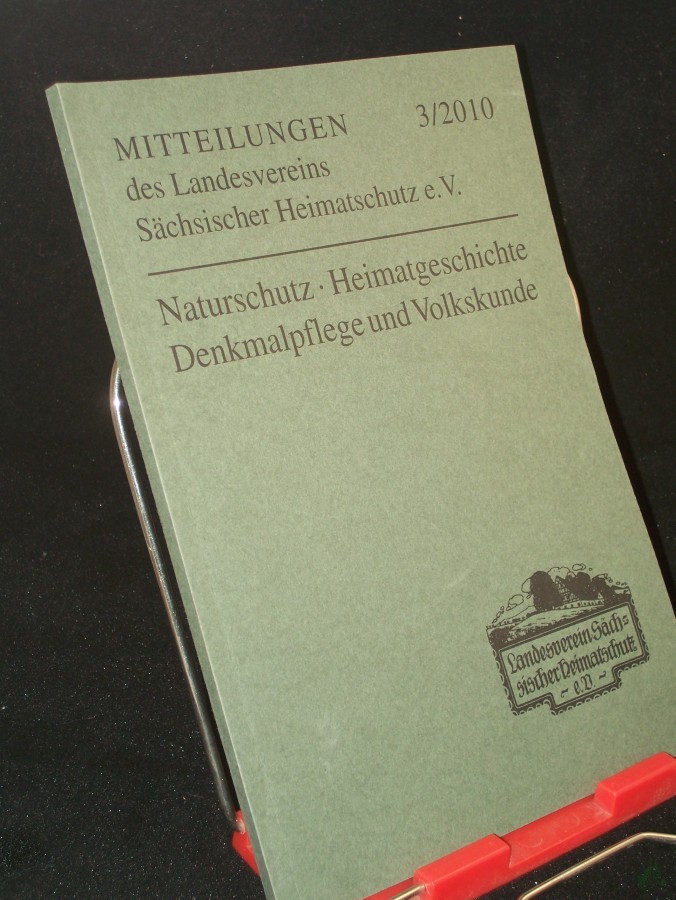 MITTEILUNGEN 3/2010
des Landesvereins
Sächsischer Heimatschutz e.V.
Naturschutz · Heimatgeschichte
Denkmalpflege und Volkskunde
Landesverein Säch-
sischer Heimatschutz
~ e.V. ~